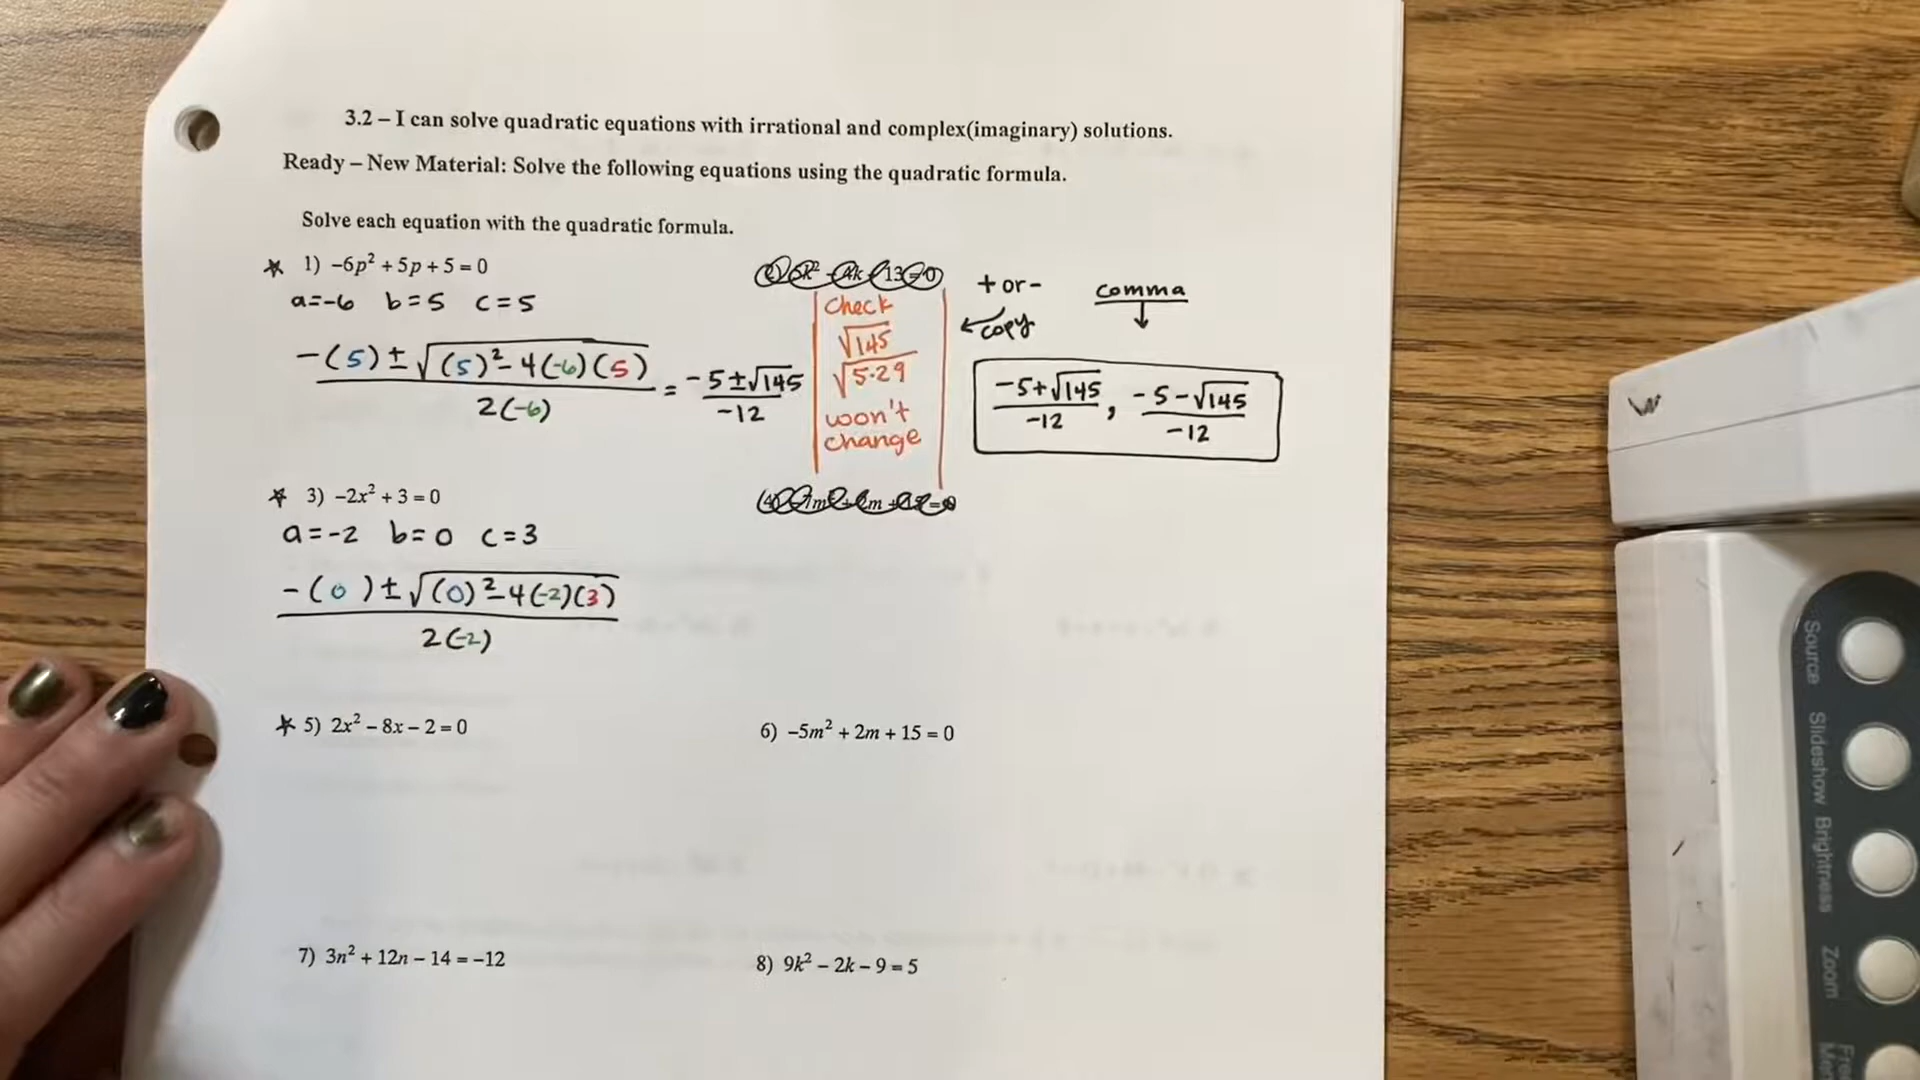 3.2 – I can solve quadratic equations with irrational and complex(imaginary) solutions.
Ready – New Material: Solve the following equations using the quadratic formula.
Solve each equation with the quadratic formula.
1) −6p² + 5p + 5 = 0
a=-6 b=5 c=5
-(5)±√((5)²-4(-6)(5)) / 2(-6) = -5±√145 / -12
check
√145
√5·29
won't
change
+ or -
copy
comma
-5+√145 / -12 , -5-√145 / -12
3) −2x² + 3 = 0
a=-2 b=0 c=3
-(0)±√((0)²-4(-2)(3)) / 2(-2)
5) 2x² − 8x − 2 = 0
6) −5m² + 2m + 15 = 0
7) 3n² + 12n − 14 = −12
8) 9k² − 2k − 9 = 5
W
Source
Slideshow
Brightness
Zoom